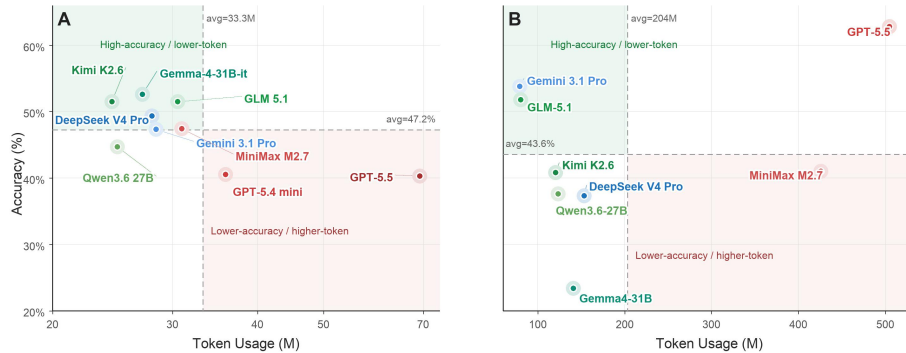 A
avg=33.3M
High-accuracy / lower-token
Kimi K2.6
Gemma-4-31B-it
GLM 5.1
DeepSeek V4 Pro
avg=47.2%
Gemini 3.1 Pro
MiniMax M2.7
Qwen3.6 27B
GPT-5.4 mini
GPT-5.5
Lower-accuracy / higher-token
Accuracy (%)
60%
50%
40%
30%
20%
20
30
40
50
70
Token Usage (M)
B
avg=204M
GPT-5.5
High-accuracy / lower-token
Gemini 3.1 Pro
GLM-5.1
avg=43.6%
Kimi K2.6
MiniMax M2.7
DeepSeek V4 Pro
Qwen3.6-27B
Lower-accuracy / higher-token
Gemma4-31B
100
200
300
400
500
Token Usage (M)